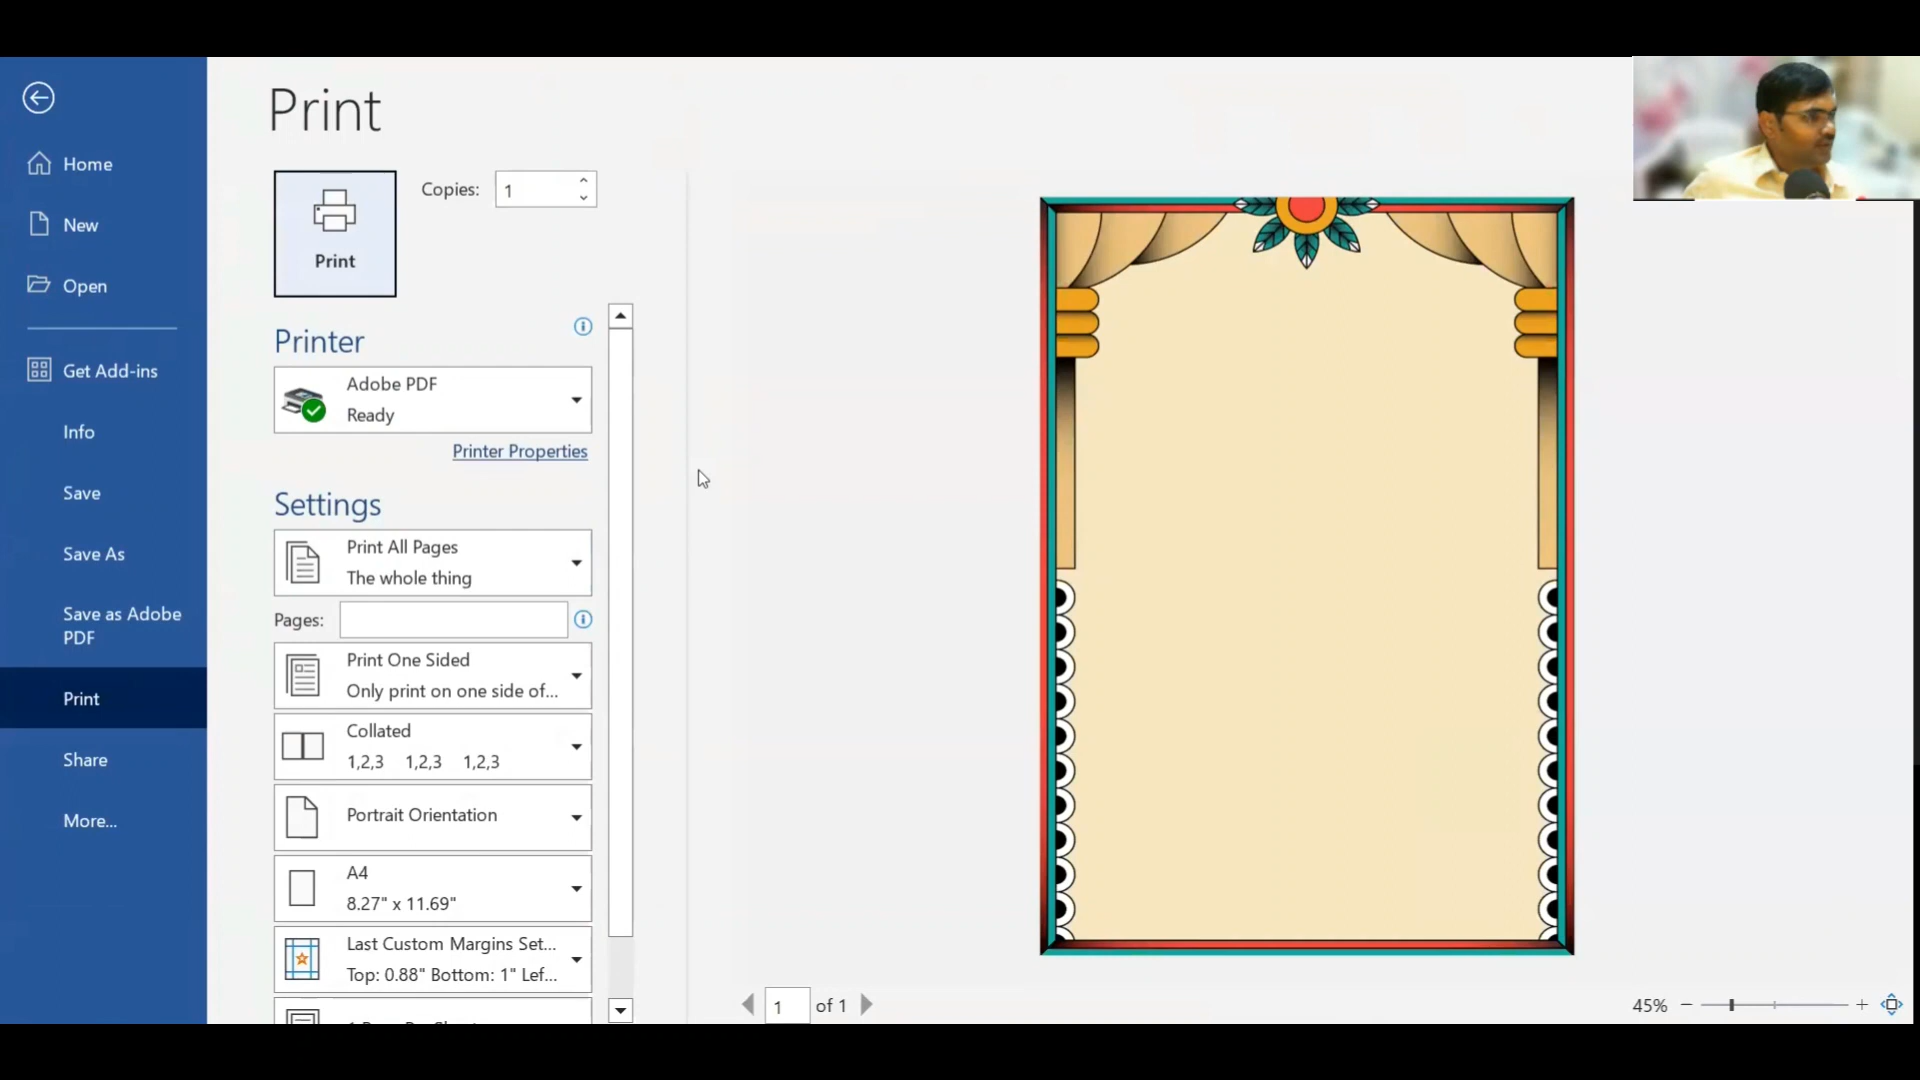 Print
Home
New
Open
Get Add-ins
Info
Save
Save As
Save as Adobe
PDF
Print
Share
More...
Print
Copies: 1
Printer
Adobe PDF
Ready
Printer Properties
Settings
Print All Pages
The whole thing
Pages:
Print One Sided
Only print on one side of...
Collated
1,2,3 1,2,3 1,2,3
Portrait Orientation
A4
8.27" x 11.69"
Last Custom Margins Set...
Top: 0.88" Bottom: 1" Lef...
1 of 1
45%